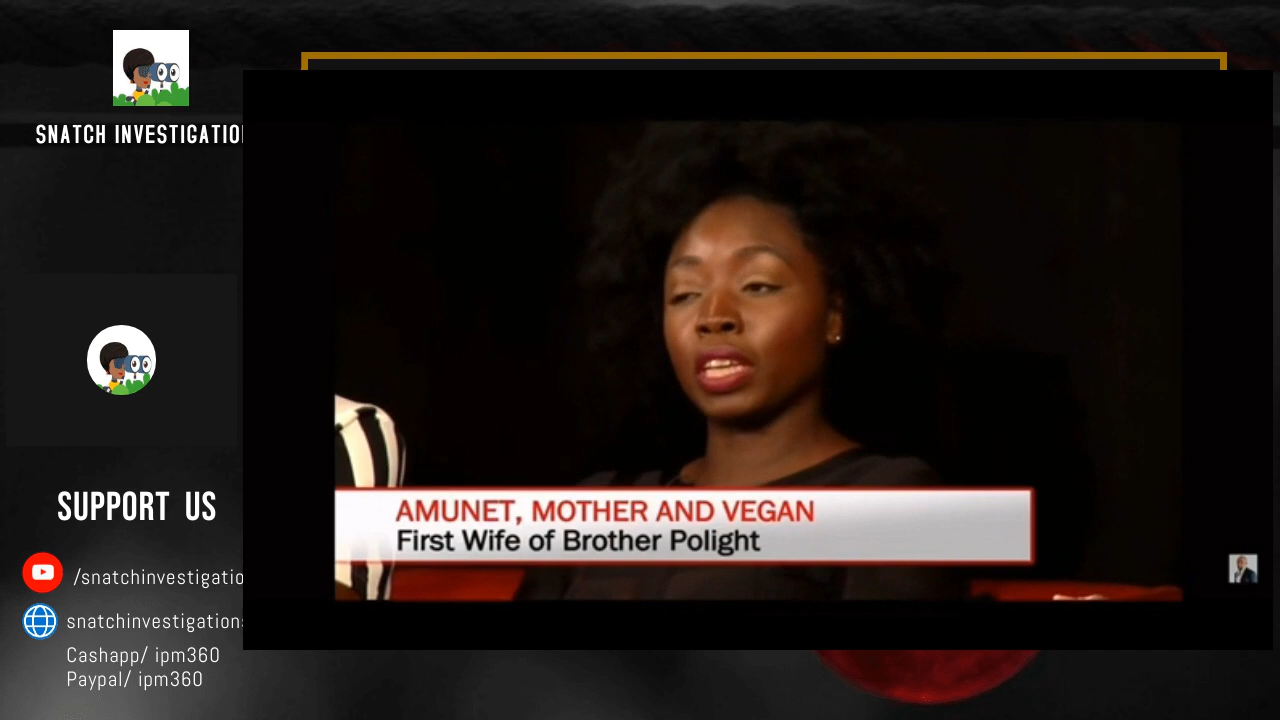 SNATCH INVESTIGATIO
AMUNET, MOTHER AND VEGAN
First Wife of Brother Polight
SUPPORT US
/snatchinvestigatio
snatchinvestigations
Cashapp/ ipm360
Paypal/ ipm360